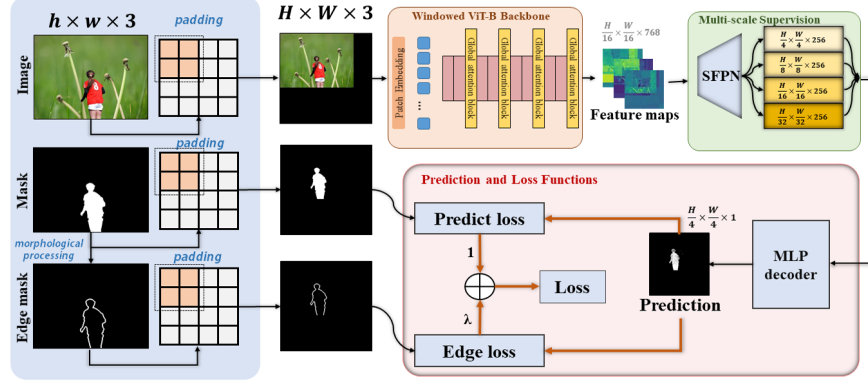 h × w × 3
padding
H × W × 3
Image
Windowed ViT-B Backbone
Patch Embedding
...
Global attention block
Global attention block
Global attention block
Global attention block
H/16 × W/16 × 768
Feature maps
Multi-scale Supervision
SFPN
H/4 × W/4 × 256
H/8 × W/8 × 256
H/16 × W/16 × 256
H/32 × W/32 × 256
Mask
padding
morphological
processing
Edge mask
padding
Prediction and Loss Functions
Predict loss
1
Loss
λ
Edge loss
H/4 × W/4 × 1
Prediction
MLP
decoder